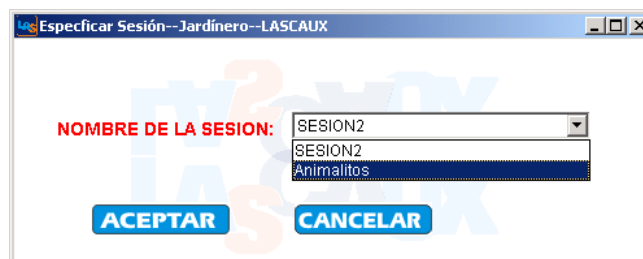 Especficar Sesión--Jardínero--LASCAUX
NOMBRE DE LA SESION: SESION2
SESION2
Animalitos
ACEPTAR CANCELAR